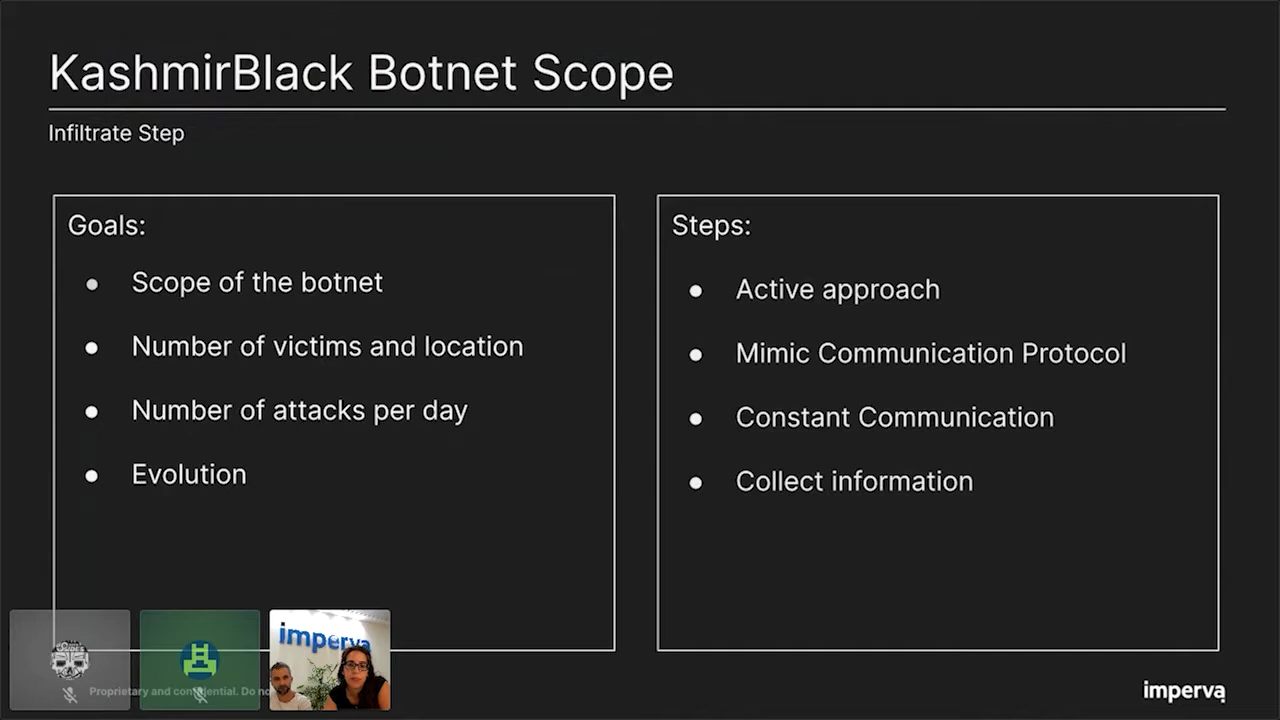 KashmirBlack Botnet Scope
Infiltrate Step
Goals:
● Scope of the botnet
● Number of victims and location
● Number of attacks per day
● Evolution
Steps:
● Active approach
● Mimic Communication Protocol
● Constant Communication
● Collect information
imperva
Proprietary and confidential. Do
imperva